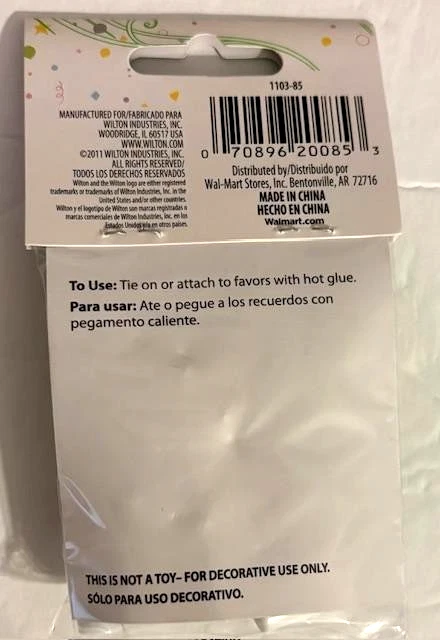 1103-85
MANUFACTURED FOR/FABRICADO PARA
WILTON INDUSTRIES, INC.
WOODRIDGE, IL 60517 USA
WWW.WILTON.COM
©2011 WILTON INDUSTRIES, INC.
ALL RIGHTS RESERVED/
TODOS LOS DERECHOS RESERVADOS
Wilton and the Wilton logo are either registered
trademarks or trademarks of Wilton Industries, Inc. in the
United States and/or other countries.
Wilton y el logotipo de Wilton son marcas registradas o
marcas comerciales de Wilton Industries, Inc. en los
Estados Unidos y/o en otros países.
0 70896 20085 3
Distributed by/Distribuido por
Wal-Mart Stores, Inc. Bentonville, AR 72716
MADE IN CHINA
HECHO EN CHINA
Walmart.com
To Use: Tie on or attach to favors with hot glue.
Para usar: Ate o pegue a los recuerdos con
pegamento caliente.
THIS IS NOT A TOY– FOR DECORATIVE USE ONLY.
SÓLO PARA USO DECORATIVO.